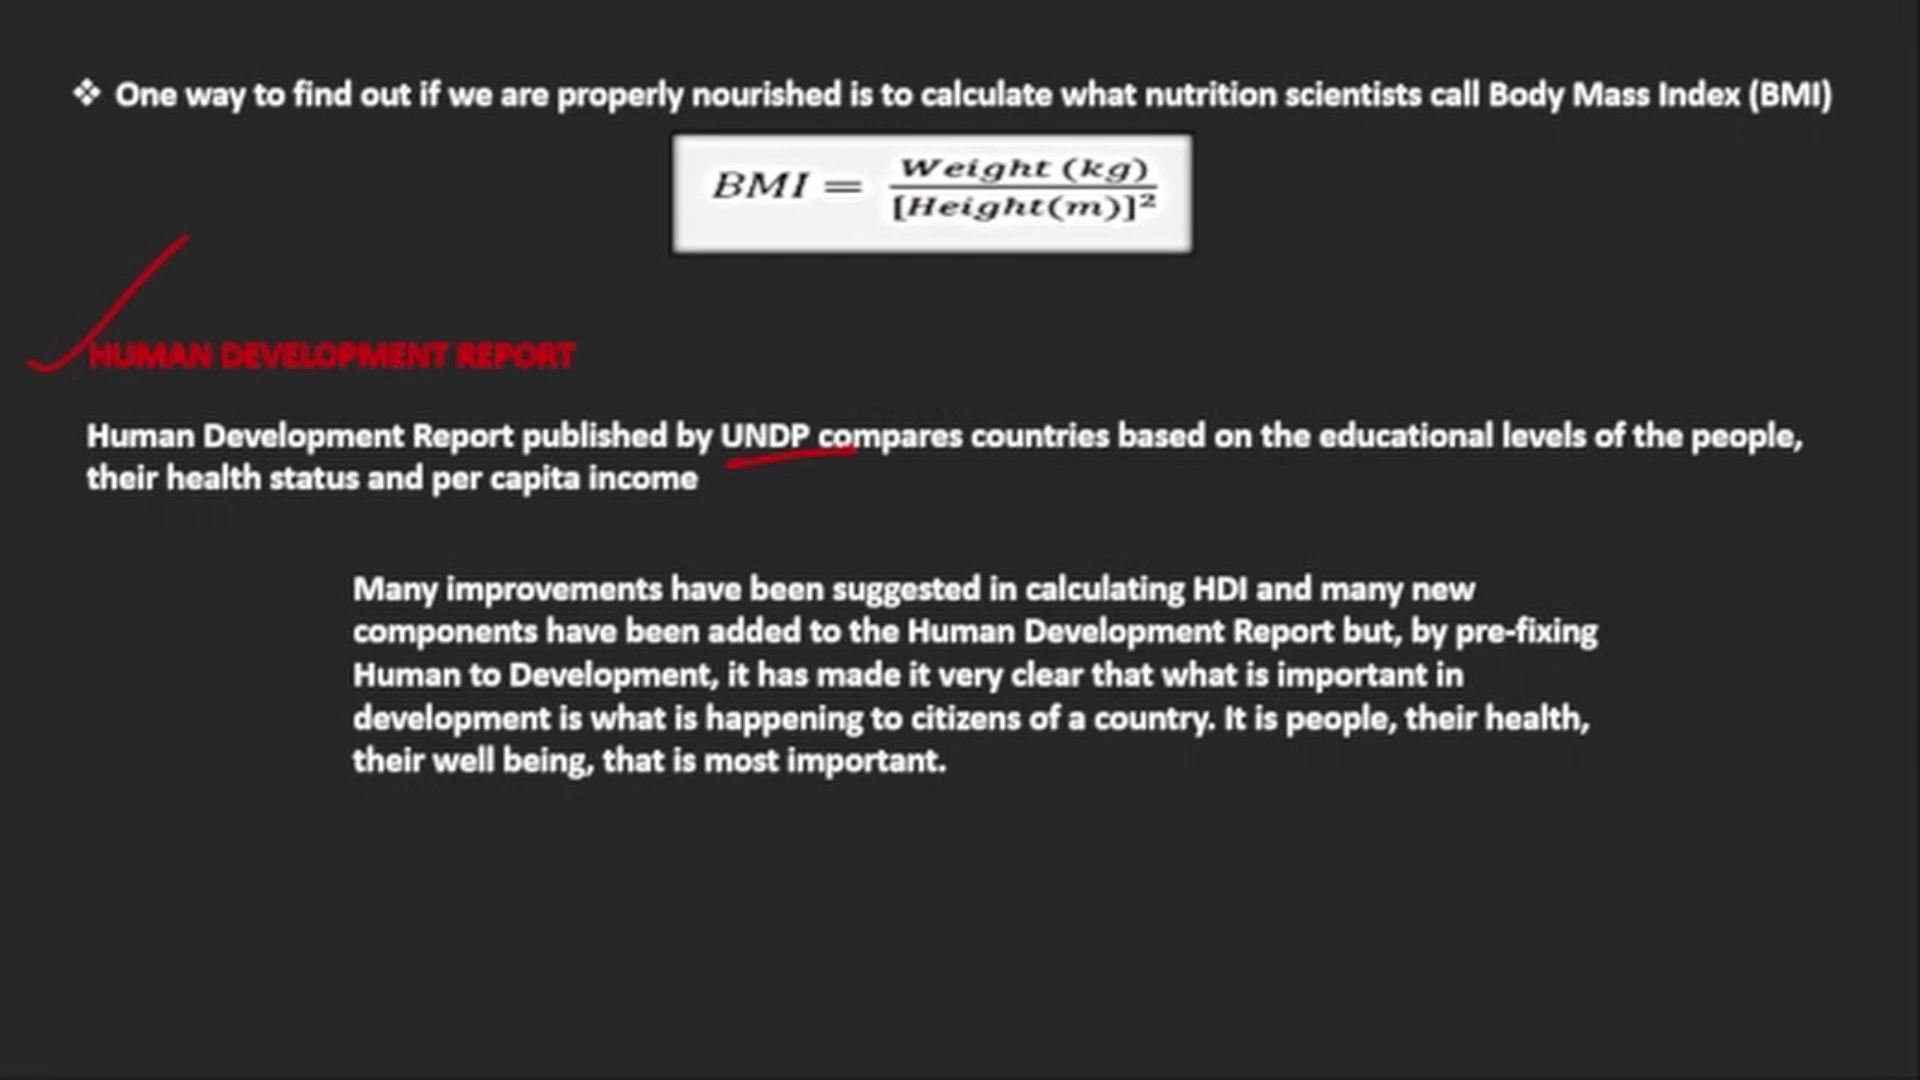 ❖ One way to find out if we are properly nourished is to calculate what nutrition scientists call Body Mass Index (BMI)
BMI = Weight (kg) / [Height(m)]²
HUMAN DEVELOPMENT REPORT
Human Development Report published by UNDP compares countries based on the educational levels of the people,
their health status and per capita income
Many improvements have been suggested in calculating HDI and many new
components have been added to the Human Development Report but, by pre-fixing
Human to Development, it has made it very clear that what is important in
development is what is happening to citizens of a country. It is people, their health,
their well being, that is most important.